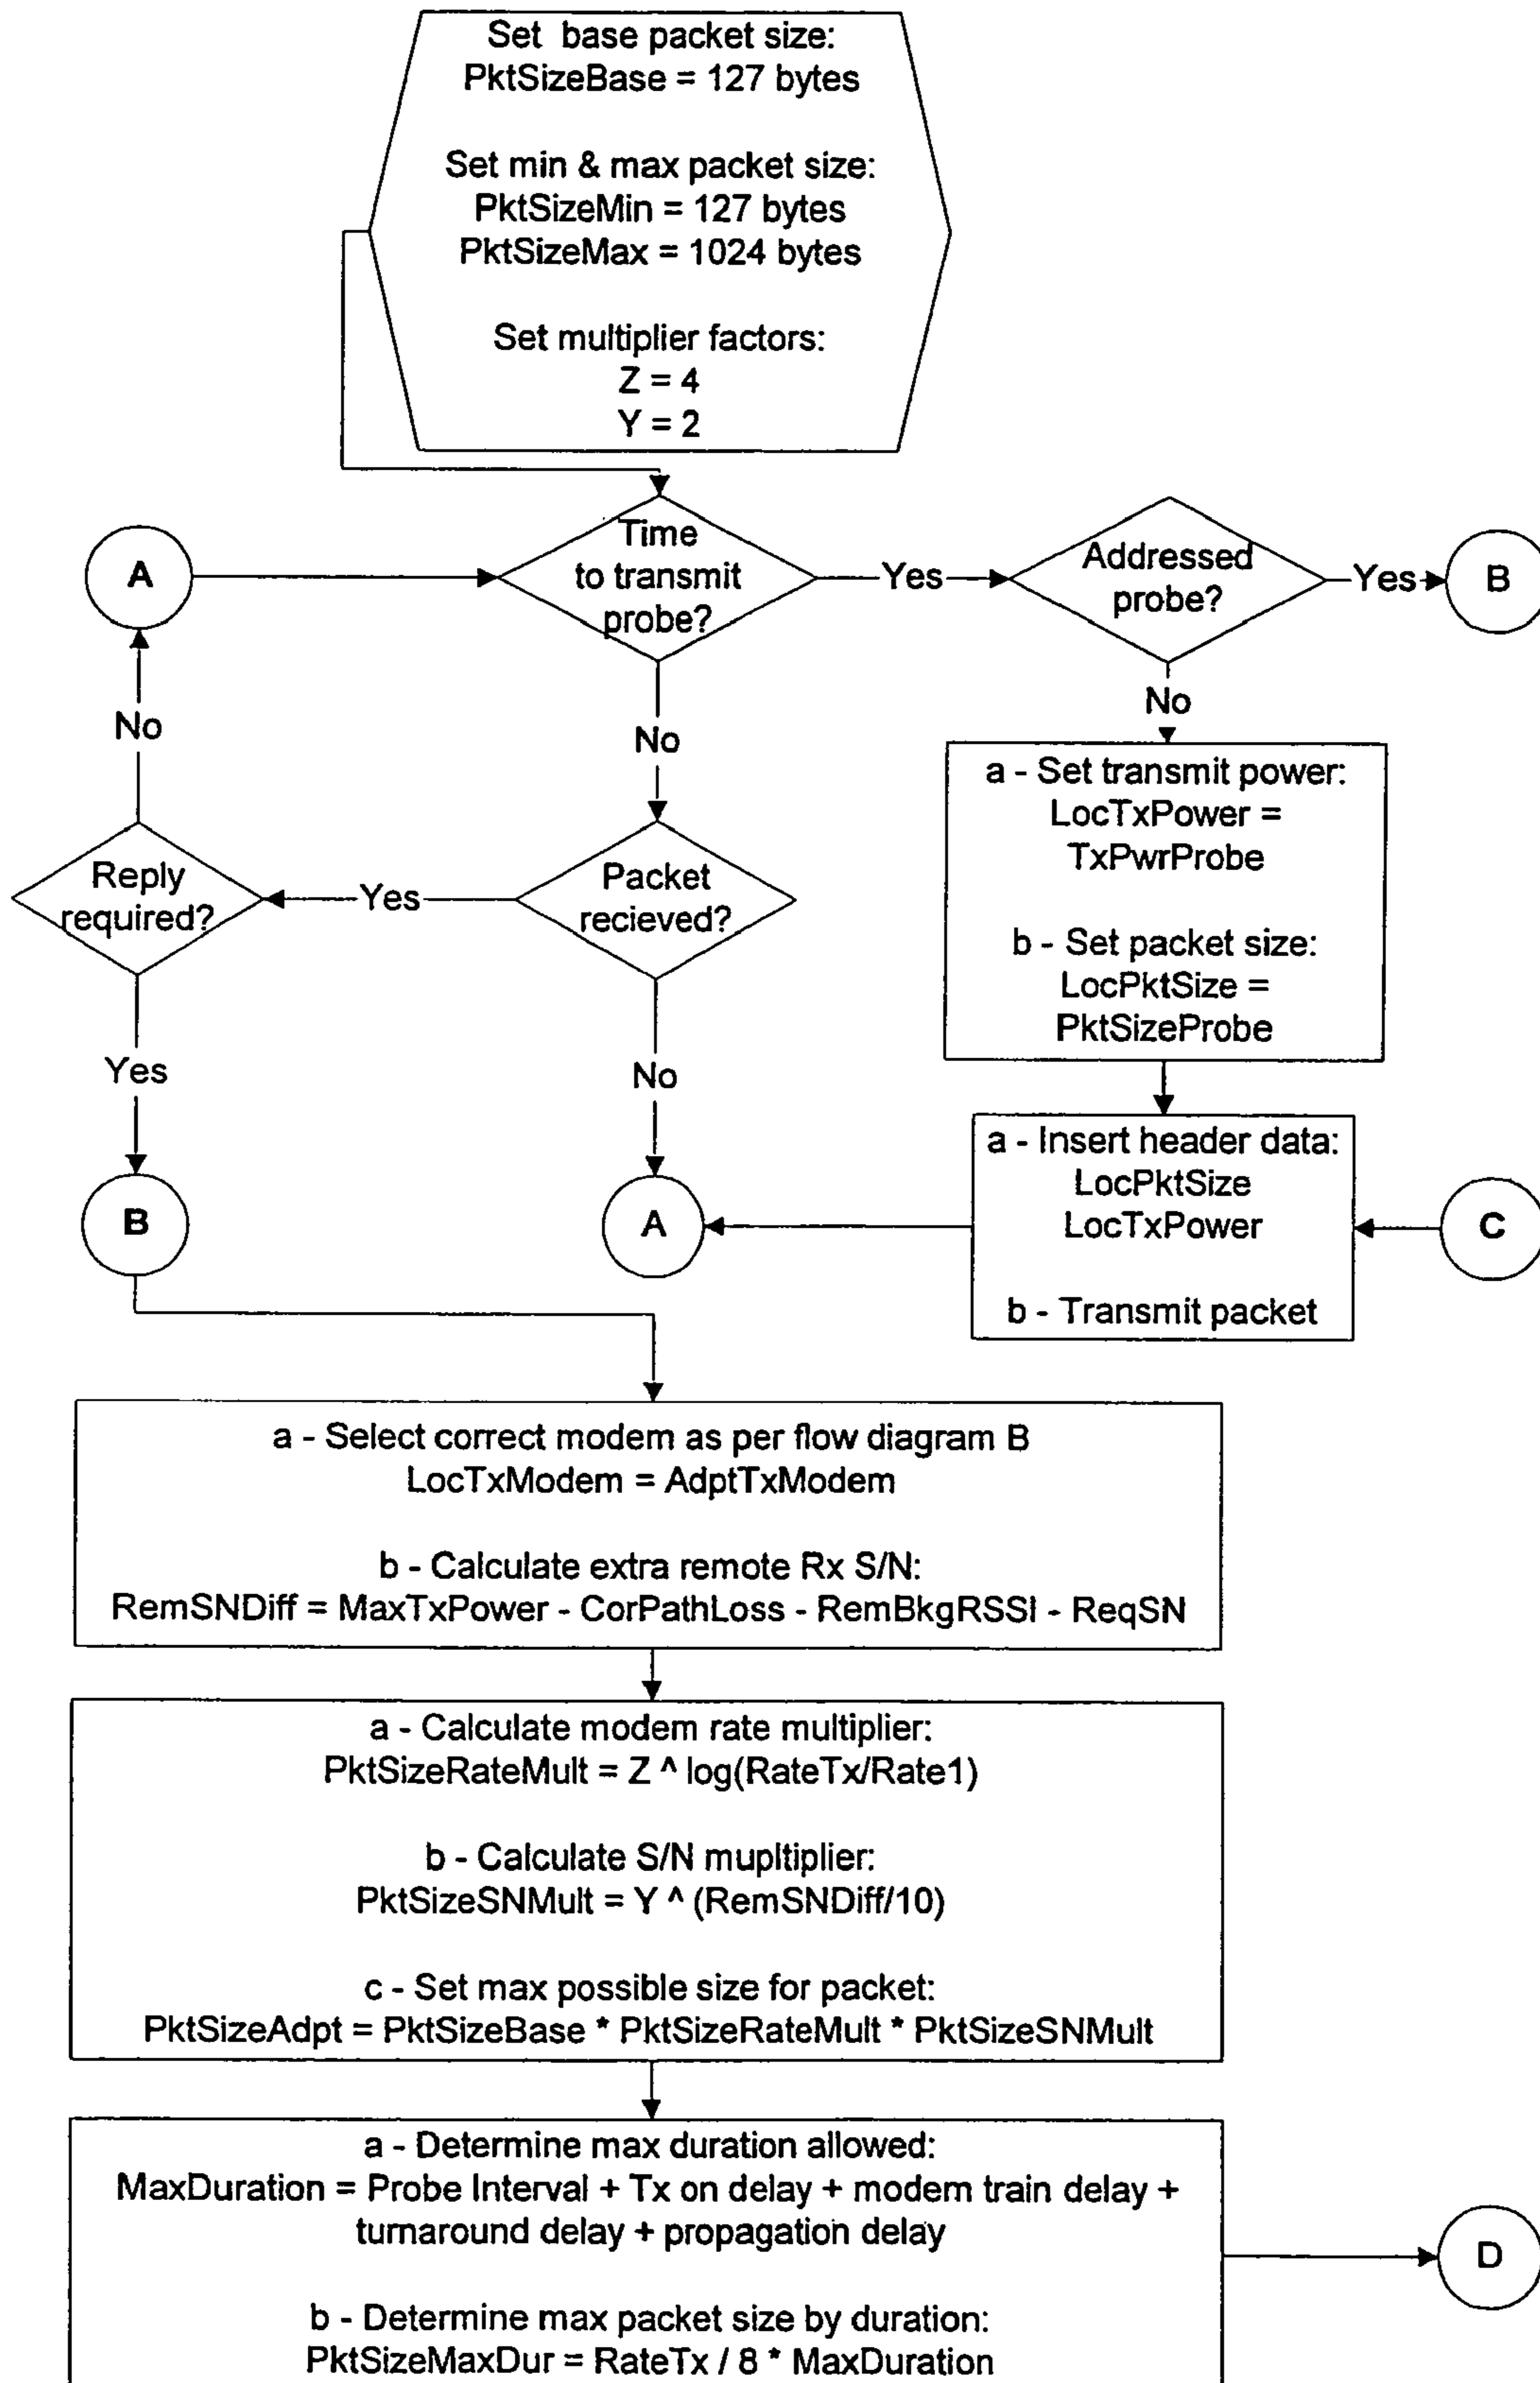 Set base packet size:
PktSizeBase = 127 bytes
Set min & max packet size:
PktSizeMin = 127 bytes
PktSizeMax = 1024 bytes
Set multiplier factors:
Z = 4
Y = 2
A
Time
to transmit
probe?
Yes
Addressed
probe?
Yes
B
No
No
No
a - Set transmit power:
LocTxPower =
TxPwrProbe
b - Set packet size:
LocPktSize =
PktSizeProbe
Reply
required?
Yes
Packet
recieved?
Yes
No
B
A
a - Insert header data:
LocPktSize
LocTxPower
b - Transmit packet
C
a - Select correct modem as per flow diagram B
LocTxModem = AdptTxModem
b - Calculate extra remote Rx S/N:
RemSNDiff = MaxTxPower - CorPathLoss - RemBkgRSSI - ReqSN
a - Calculate modem rate multiplier:
PktSizeRateMult = Z ^ log(RateTx/Rate1)
b - Calculate S/N mupltiplier:
PktSizeSNMult = Y ^ (RemSNDiff/10)
c - Set max possible size for packet:
PktSizeAdpt = PktSizeBase * PktSizeRateMult * PktSizeSNMult
a - Determine max duration allowed:
MaxDuration = Probe Interval + Tx on delay + modem train delay +
turnaround delay + propagation delay
b - Determine max packet size by duration:
PktSizeMaxDur = RateTx / 8 * MaxDuration
D